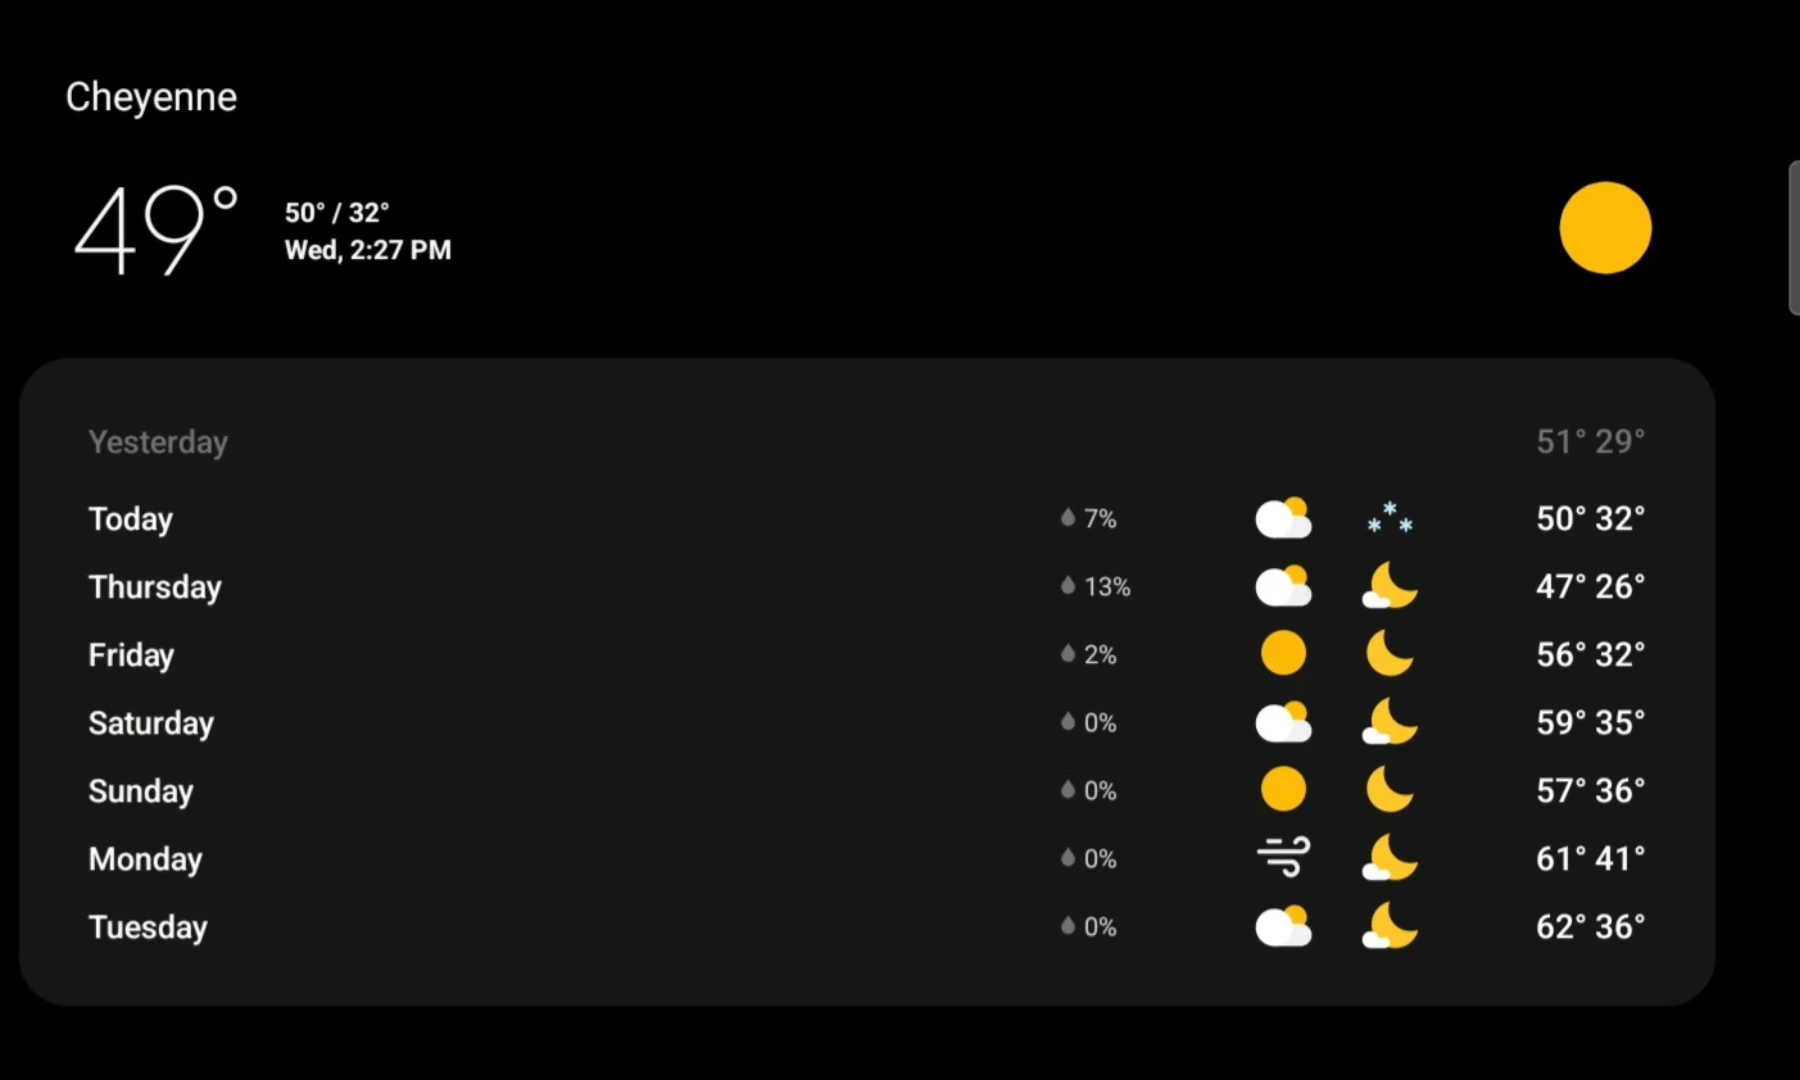 Cheyenne
49°
50° / 32°
Wed, 2:27 PM
Yesterday 51° 29°
Today 7% 50° 32°
Thursday 13% 47° 26°
Friday 2% 56° 32°
Saturday 0% 59° 35°
Sunday 0% 57° 36°
Monday 0% 61° 41°
Tuesday 0% 62° 36°